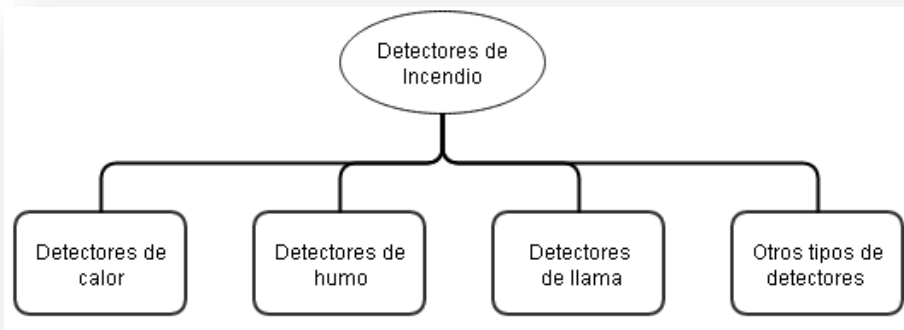 Detectores de
Incendio
Detectores de
calor
Detectores de
humo
Detectores
de llama
Otros tipos de
detectores